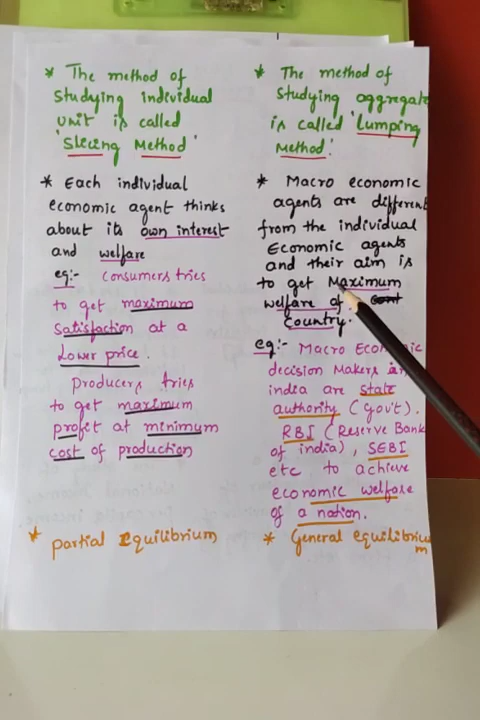 * The method of
studying individual
unit is called
'Slicing Method'
* Each individual
economic agent thinks
about its own interest
and welfare
eg:- Consumers tries
to get maximum
satisfaction at a
Lower price.
Producers tries
to get maximum
profit at minimum
cost of production
* Partial Equilibrium
* The method of
studying aggregate
is called 'Lumping
Method.'
* Macro economic
agents are different
from the individual
Economic agents
and their aim is
to get Maximum
welfare of
Country.
eg:- Macro Economic
decision Makers in
india are state
authority (Gov't).
RBI (Reserve Bank
of india), SEBI
etc to achieve
economic welfare
of a nation.
* General equilibrium